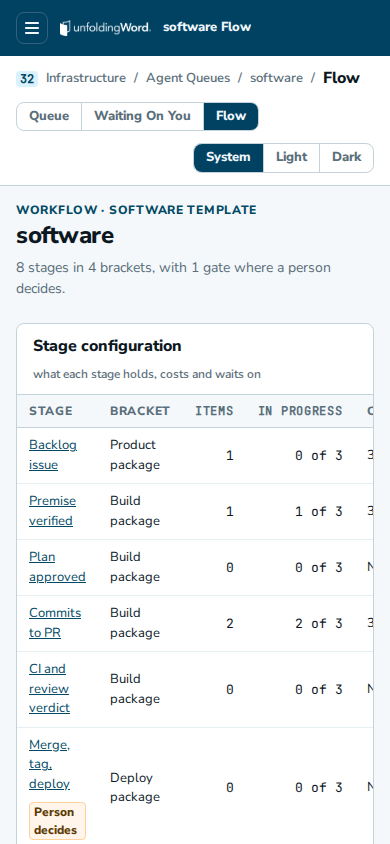 unfoldingWord. software Flow
32 Infrastructure / Agent Queues / software / Flow
Queue Waiting On You Flow
System Light Dark
WORKFLOW · SOFTWARE TEMPLATE
software
8 stages in 4 brackets, with 1 gate where a person
decides.
Stage configuration
what each stage holds, costs and waits on
STAGE BRACKET ITEMS IN PROGRESS
Backlog issue Product package 1 0 of 3 3
Premise verified Build package 1 1 of 3
Plan approved Build package 0 0 of 3
Commits to PR Build package 2 2 of 3 3
CI and review verdict Build package 0 0 of 3
Merge, tag, deploy Deploy package 0 0 of 3
Person decides